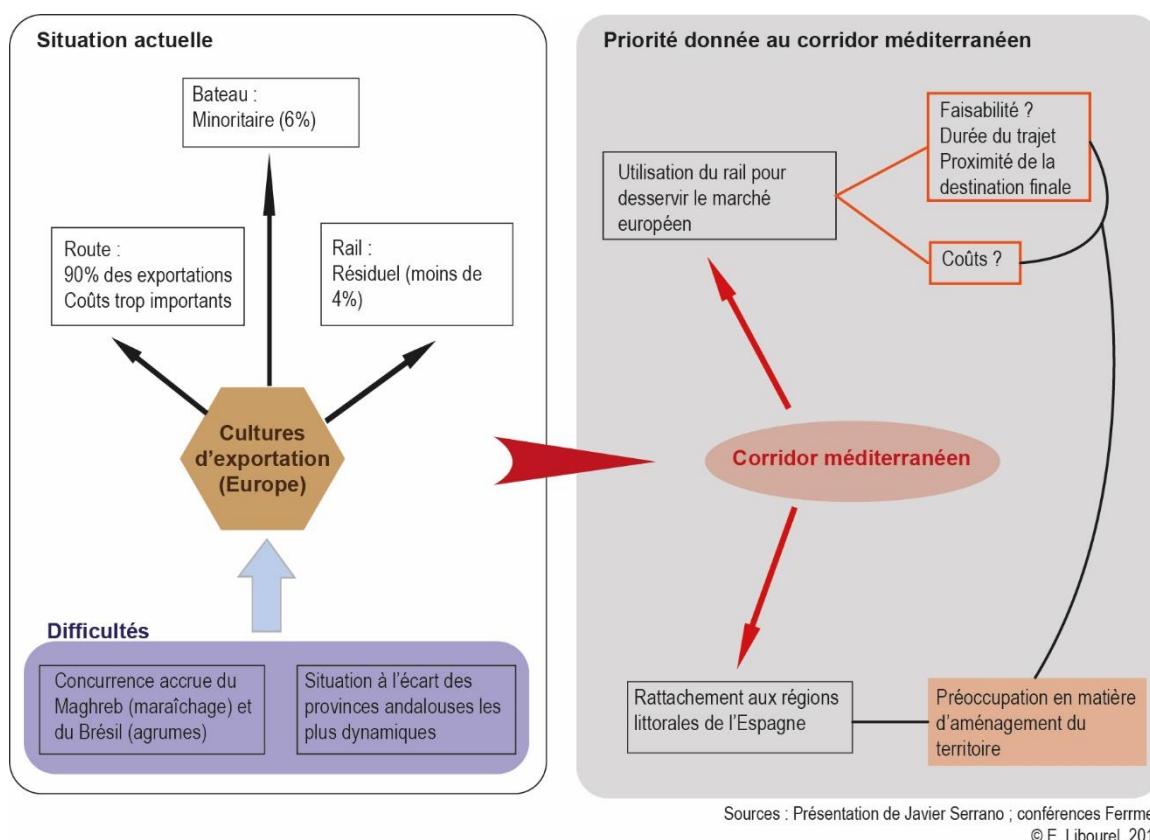 Situation actuelle
Bateau :
Minoritaire (6%)
Route :
90% des exportations
Coûts trop importants
Rail :
Résiduel (moins de
4%)
Cultures
d’exportation
(Europe)
Difficultés
Concurrence accrue du
Maghreb (maraîchage) et
du Brésil (agrumes)
Situation à l’écart des
provinces andalouses les
plus dynamiques
Priorité donnée au corridor méditerranéen
Utilisation du rail pour
desservir le marché
européen
Faisabilité ?
Durée du trajet
Proximité de la
destination finale
Coûts ?
Corridor méditerranéen
Rattachement aux régions
littorales de l’Espagne
Préoccupation en matière
d’aménagement du
territoire
Sources : Présentation de Javier Serrano ; conférences Ferrme
© E. Libourel, 201